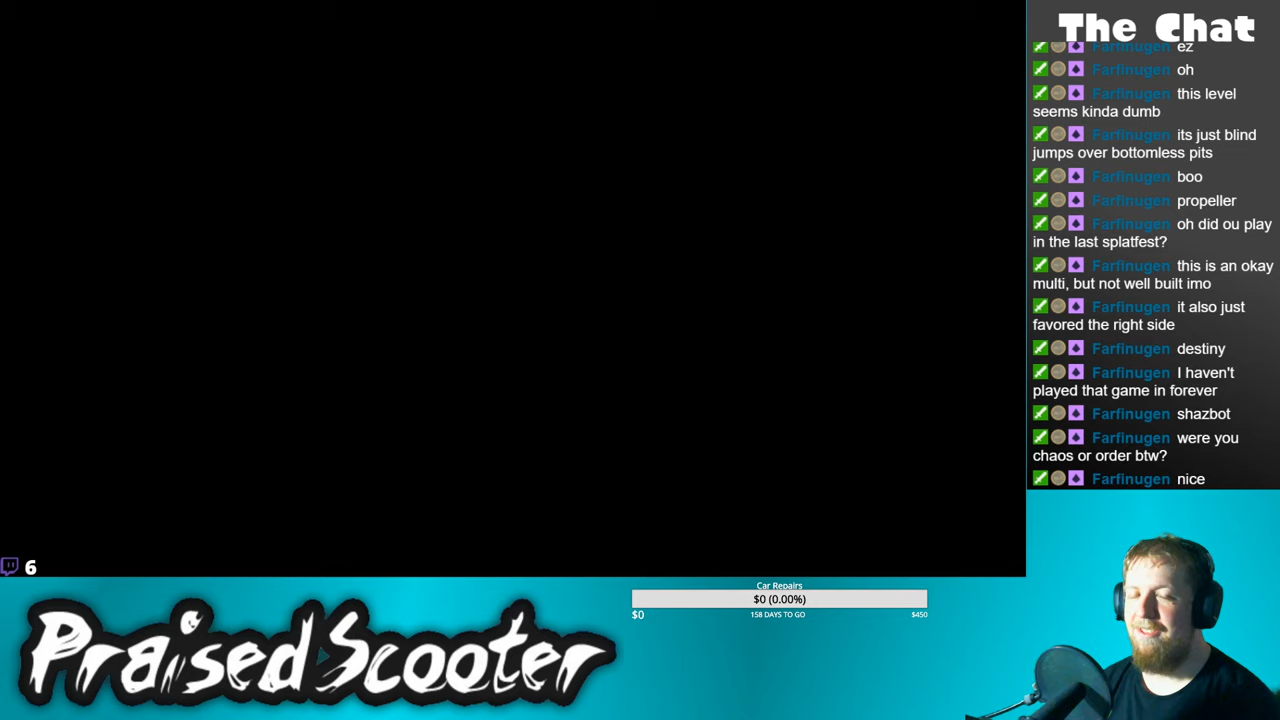 The Chat
Farfinugen ez
Farfinugen oh
Farfinugen this level
seems kinda dumb
Farfinugen its just blind
jumps over bottomless pits
Farfinugen boo
Farfinugen propeller
Farfinugen oh did ou play
in the last splatfest?
Farfinugen this is an okay
multi, but not well built imo
Farfinugen it also just
favored the right side
Farfinugen destiny
Farfinugen I haven't
played that game in forever
Farfinugen shazbot
Farfinugen were you
chaos or order btw?
Farfinugen nice
6
Car Repairs
$0 (0.00%)
$0 158 DAYS TO GO $450
PraisedScooter